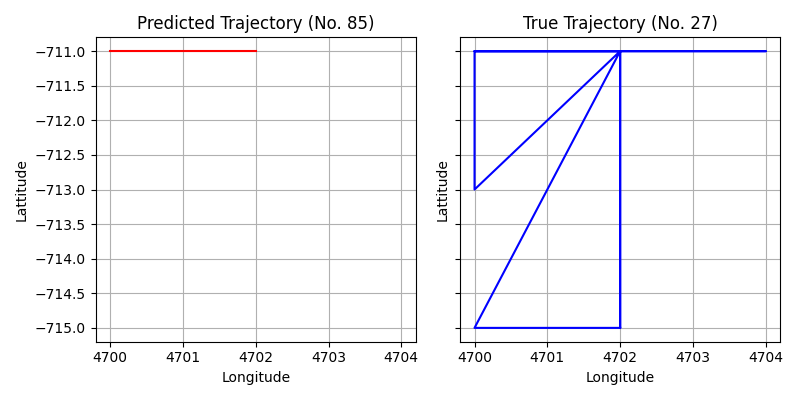 Predicted Trajectory (No. 85)
True Trajectory (No. 27)
Lattitude
−711.0
−711.5
−712.0
−712.5
−713.0
−713.5
−714.0
−714.5
−715.0
4700 4701 4702 4703 4704
Longitude
Lattitude
4700 4701 4702 4703 4704
Longitude